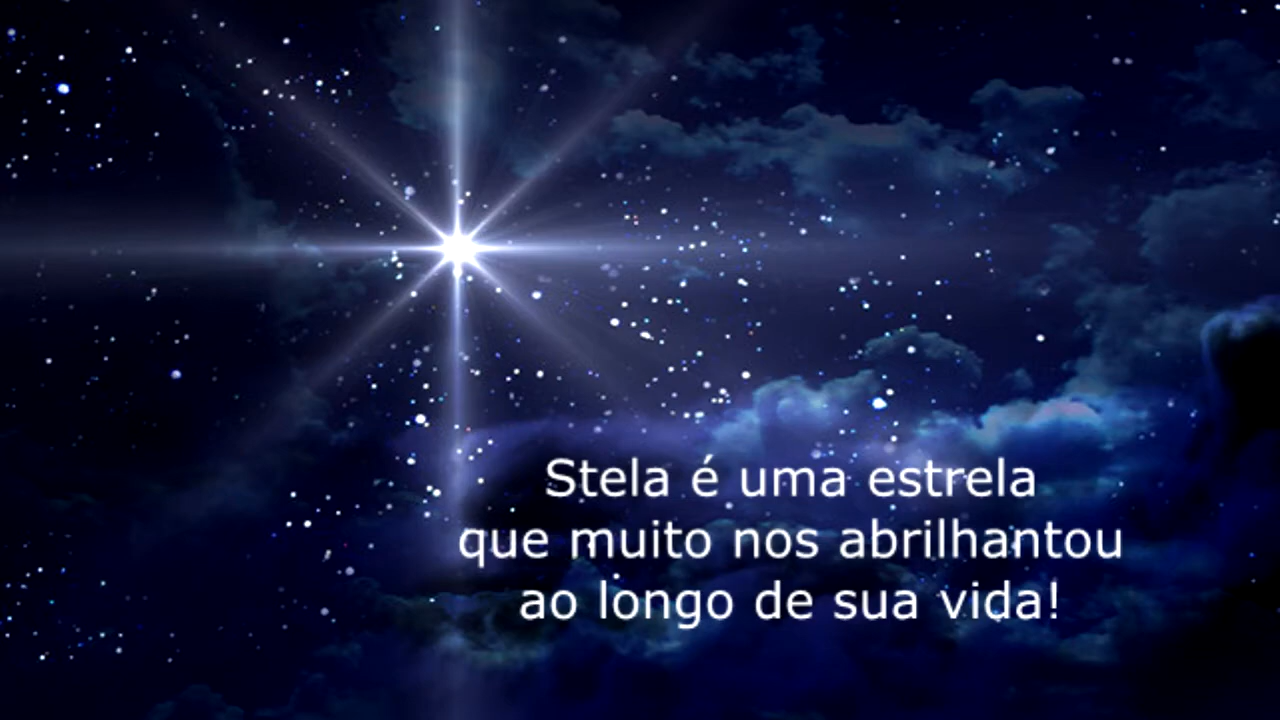 Stela é uma estrela
que muito nos abrilhantou
ao longo de sua vida!